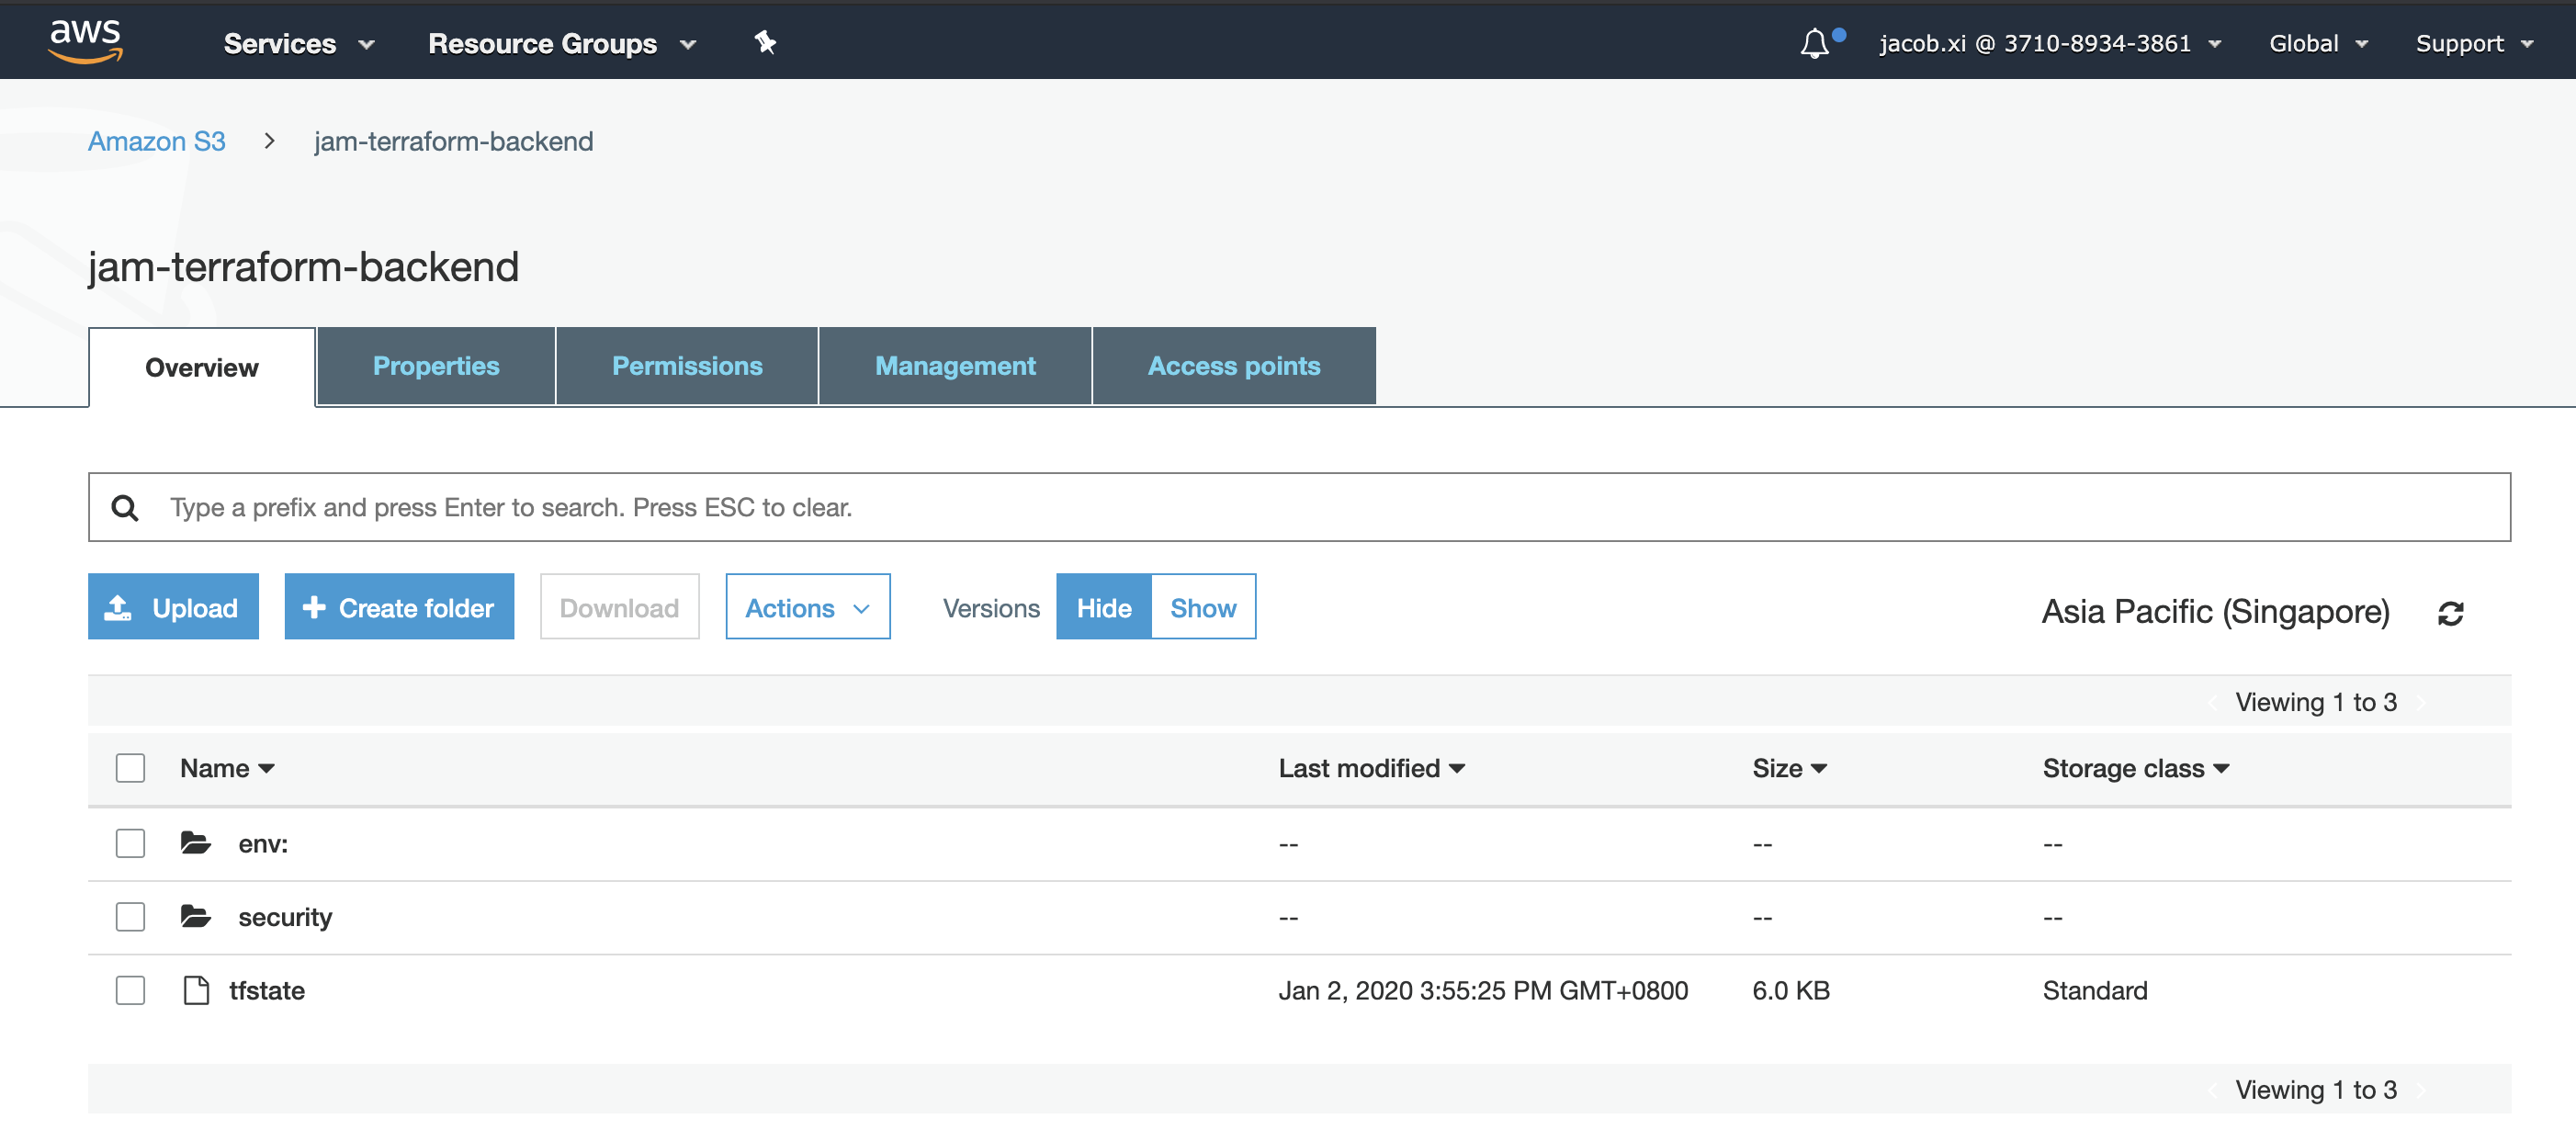 aws Services Resource Groups jacob.xi @ 3710-8934-3861 Global Support
Amazon S3 > jam-terraform-backend
jam-terraform-backend
Overview Properties Permissions Management Access points
Type a prefix and press Enter to search. Press ESC to clear.
Upload + Create folder Download Actions Versions Hide Show Asia Pacific (Singapore)
Viewing 1 to 3
Name Last modified Size Storage class
env: -- -- --
security -- -- --
tfstate Jan 2, 2020 3:55:25 PM GMT+0800 6.0 KB Standard
Viewing 1 to 3